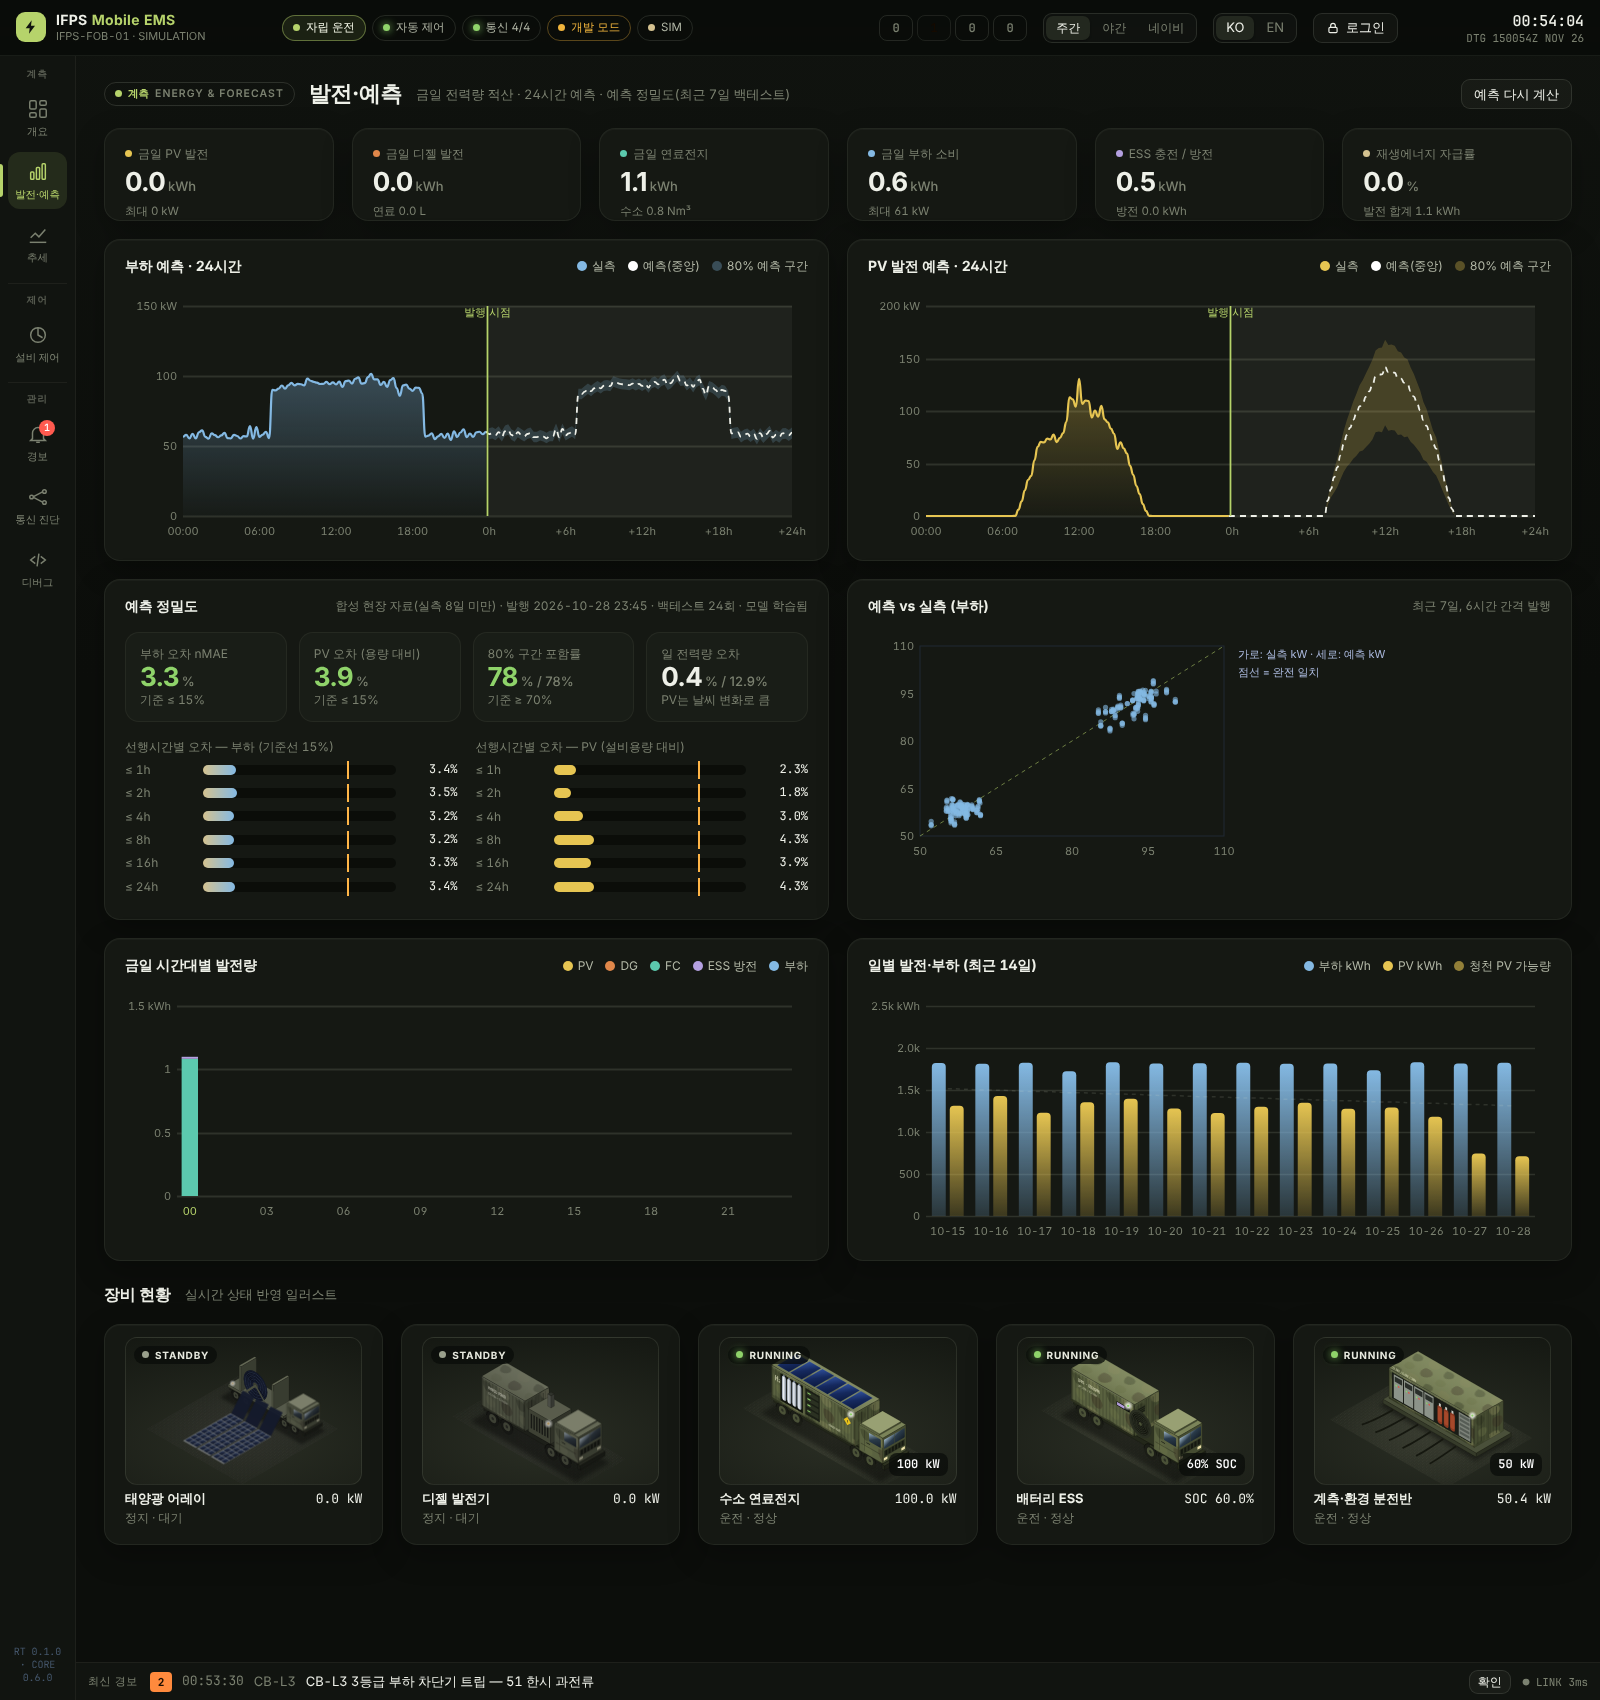 IFPS Mobile EMS
IFPS-FOB-01 · SIMULATION
자립 운전
자동 제어
통신 4/4
개발 모드
SIM
0
0
0
주간
야간
네이비
KO
EN
로그인
00:54:04
DTG 150054Z NOV 26
계측
개요
발전·예측
추세
제어
설비 제어
관리
1
경보
통신 진단
디버그
RT 0.1.0
· CORE
0.6.0
계측 ENERGY & FORECAST
발전·예측
금일 전력량 적산 · 24시간 예측 · 예측 정밀도(최근 7일 백테스트)
예측 다시 계산
금일 PV 발전
0.0 kWh
최대 0 kW
금일 디젤 발전
0.0 kWh
연료 0.0 L
금일 연료전지
1.1 kWh
수소 0.8 Nm³
금일 부하 소비
0.6 kWh
최대 61 kW
ESS 충전 / 방전
0.5 kWh
방전 0.0 kWh
재생에너지 자급률
0.0 %
발전 합계 1.1 kWh
부하 예측 · 24시간
실측
예측(중앙)
80% 예측 구간
발행 시점
150 kW
100
50
0
00:00
06:00
12:00
18:00
0h
+6h
+12h
+18h
+24h
PV 발전 예측 · 24시간
실측
예측(중앙)
80% 예측 구간
발행 시점
200 kW
150
100
50
0
00:00
06:00
12:00
18:00
0h
+6h
+12h
+18h
+24h
예측 정밀도
합성 현장 자료(실측 8일 미만) · 발행 2026-10-28 23:45 · 백테스트 24회 · 모델 학습됨
부하 오차 nMAE
3.3 %
기준 ≤ 15%
PV 오차 (용량 대비)
3.9 %
기준 ≤ 15%
80% 구간 포함률
78 % / 78%
기준 ≥ 70%
일 전력량 오차
0.4 % / 12.9%
PV는 날씨 변화로 큼
선행시간별 오차 — 부하 (기준선 15%)
≤ 1h 3.4%
≤ 2h 3.5%
≤ 4h 3.2%
≤ 8h 3.2%
≤ 16h 3.3%
≤ 24h 3.4%
선행시간별 오차 — PV (설비용량 대비)
≤ 1h 2.3%
≤ 2h 1.8%
≤ 4h 3.0%
≤ 8h 4.3%
≤ 16h 3.9%
≤ 24h 4.3%
예측 vs 실측 (부하)
최근 7일, 6시간 간격 발행
110
95
80
65
50
50
65
80
95
110
가로: 실측 kW · 세로: 예측 kW
점선 = 완전 일치
금일 시간대별 발전량
PV
DG
FC
ESS 방전
부하
1.5 kWh
1
0.5
0
00
03
06
09
12
15
18
21
일별 발전·부하 (최근 14일)
부하 kWh
PV kWh
청천 PV 가능량
2.5k kWh
2.0k
1.5k
1.0k
500
0
10-15
10-16
10-17
10-18
10-19
10-20
10-21
10-22
10-23
10-24
10-25
10-26
10-27
10-28
장비 현황
실시간 상태 반영 일러스트
STANDBY
태양광 어레이
0.0 kW
정지 · 대기
STANDBY
디젤 발전기
0.0 kW
정지 · 대기
RUNNING
100 kW
수소 연료전지
100.0 kW
운전 · 정상
RUNNING
60% SOC
배터리 ESS
SOC 60.0%
운전 · 정상
RUNNING
50 kW
계측·환경 분전반
50.4 kW
운전 · 정상
최신 경보
2
00:53:30
CB-L3
CB-L3 3등급 부하 차단기 트립 — 51 한시 과전류
확인
LINK 3ms